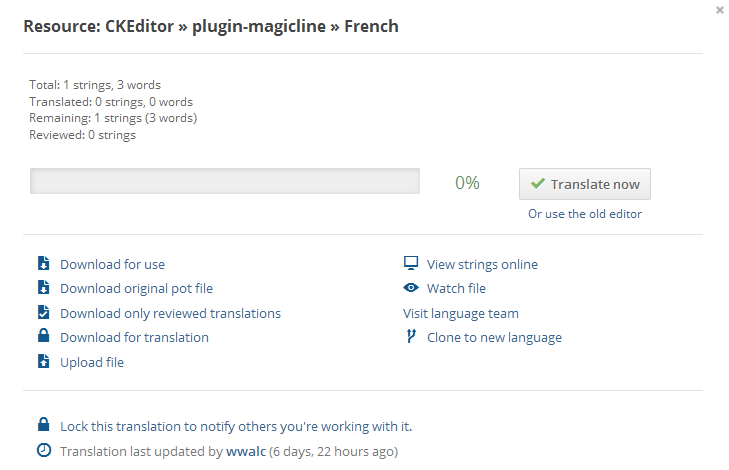 Resource: CKEditor » plugin-magicline » French
Total: 1 strings, 3 words
Translated: 0 strings, 0 words
Remaining: 1 strings (3 words)
Reviewed: 0 strings
0%
Translate now
Or use the old editor
Download for use
Download original pot file
Download only reviewed translations
Download for translation
Upload file
View strings online
Watch file
Visit language team
Clone to new language
Lock this translation to notify others you're working with it.
Translation last updated by wwalc (6 days, 22 hours ago)